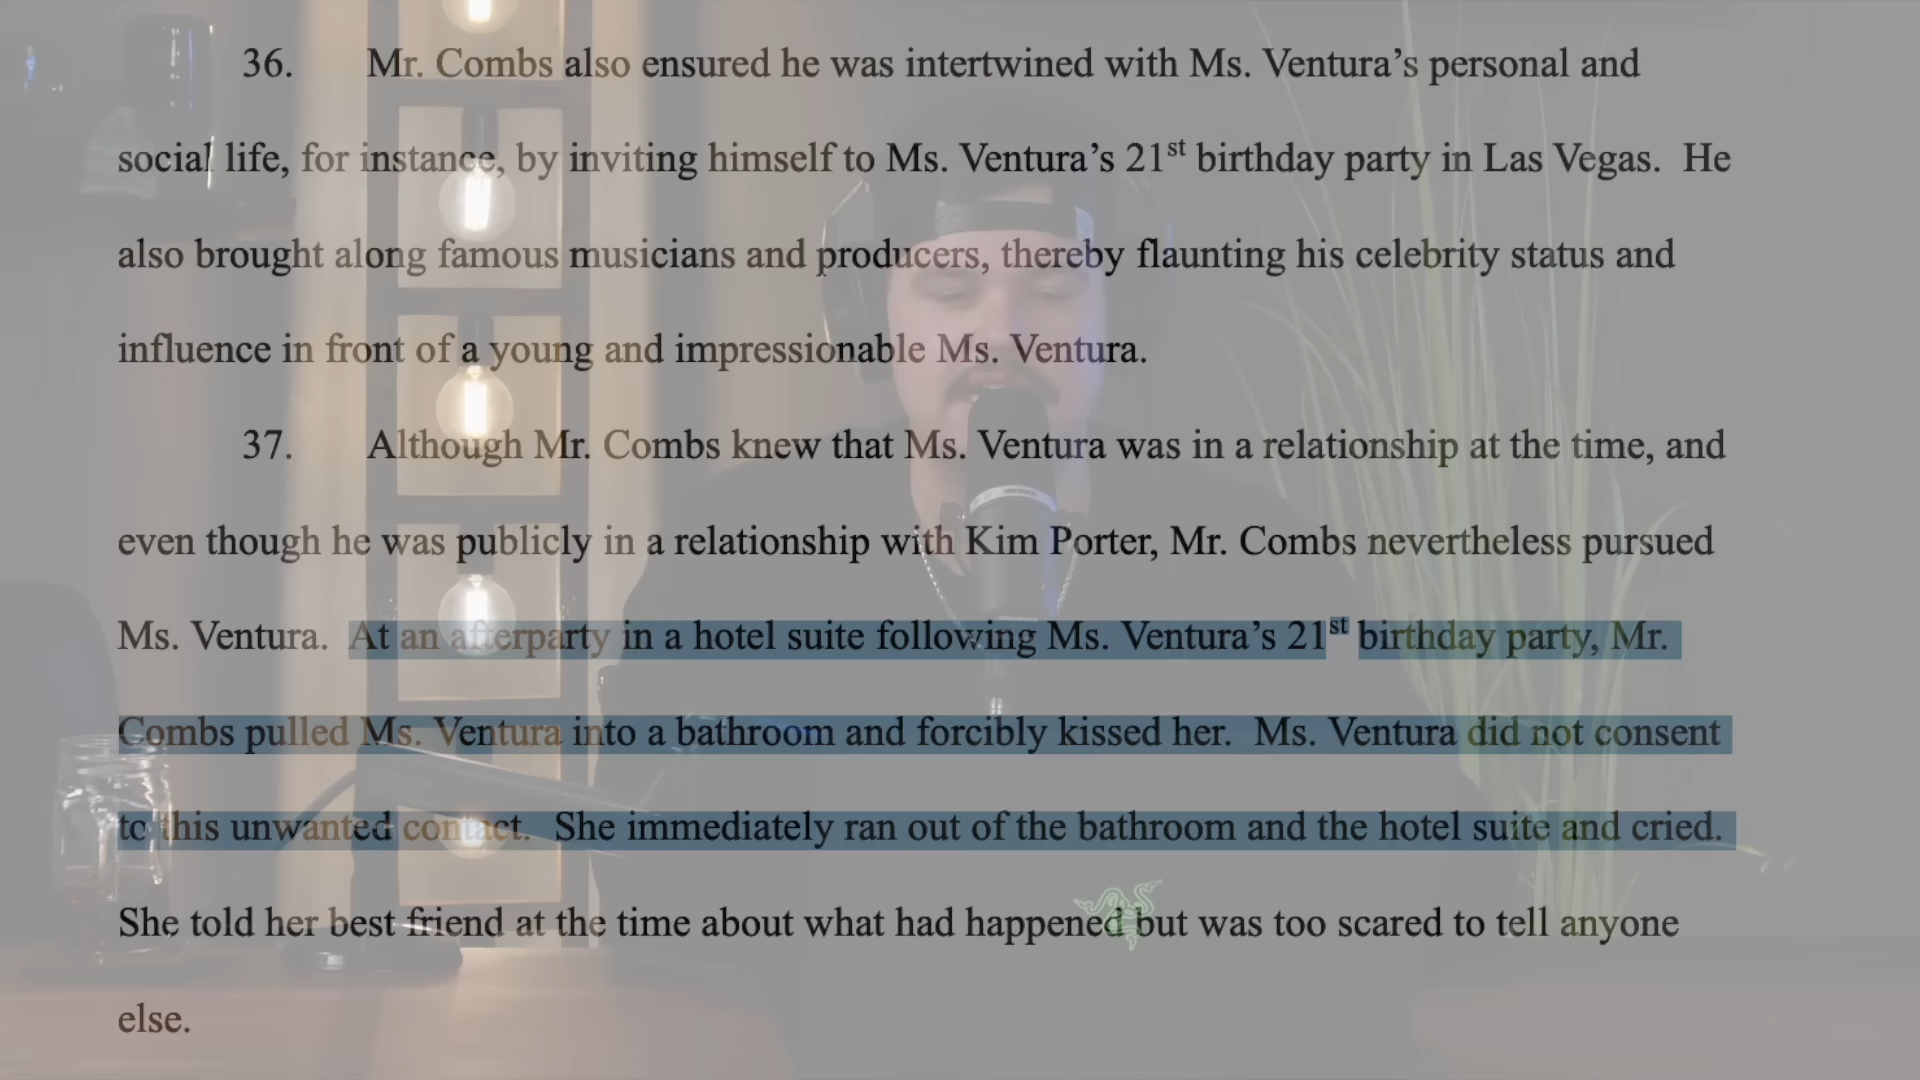 36. Mr. Combs also ensured he was intertwined with Ms. Ventura’s personal and
social life, for instance, by inviting himself to Ms. Ventura’s 21st birthday party in Las Vegas. He
also brought along famous musicians and producers, thereby flaunting his celebrity status and
influence in front of a young and impressionable Ms. Ventura.
37. Although Mr. Combs knew that Ms. Ventura was in a relationship at the time, and
even though he was publicly in a relationship with Kim Porter, Mr. Combs nevertheless pursued
Ms. Ventura. At an afterparty in a hotel suite following Ms. Ventura’s 21st birthday party, Mr.
Combs pulled Ms. Ventura into a bathroom and forcibly kissed her. Ms. Ventura did not consent
to this unwanted contact. She immediately ran out of the bathroom and the hotel suite and cried.
She told her best friend at the time about what had happened but was too scared to tell anyone
else.